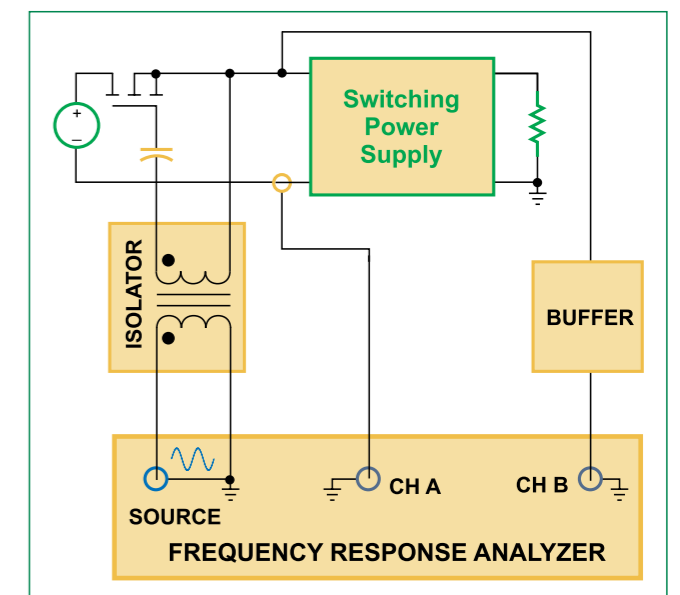 Switching
Power
Supply
+
–
ISOLATOR
BUFFER
CH A
CH B
SOURCE
FREQUENCY RESPONSE ANALYZER